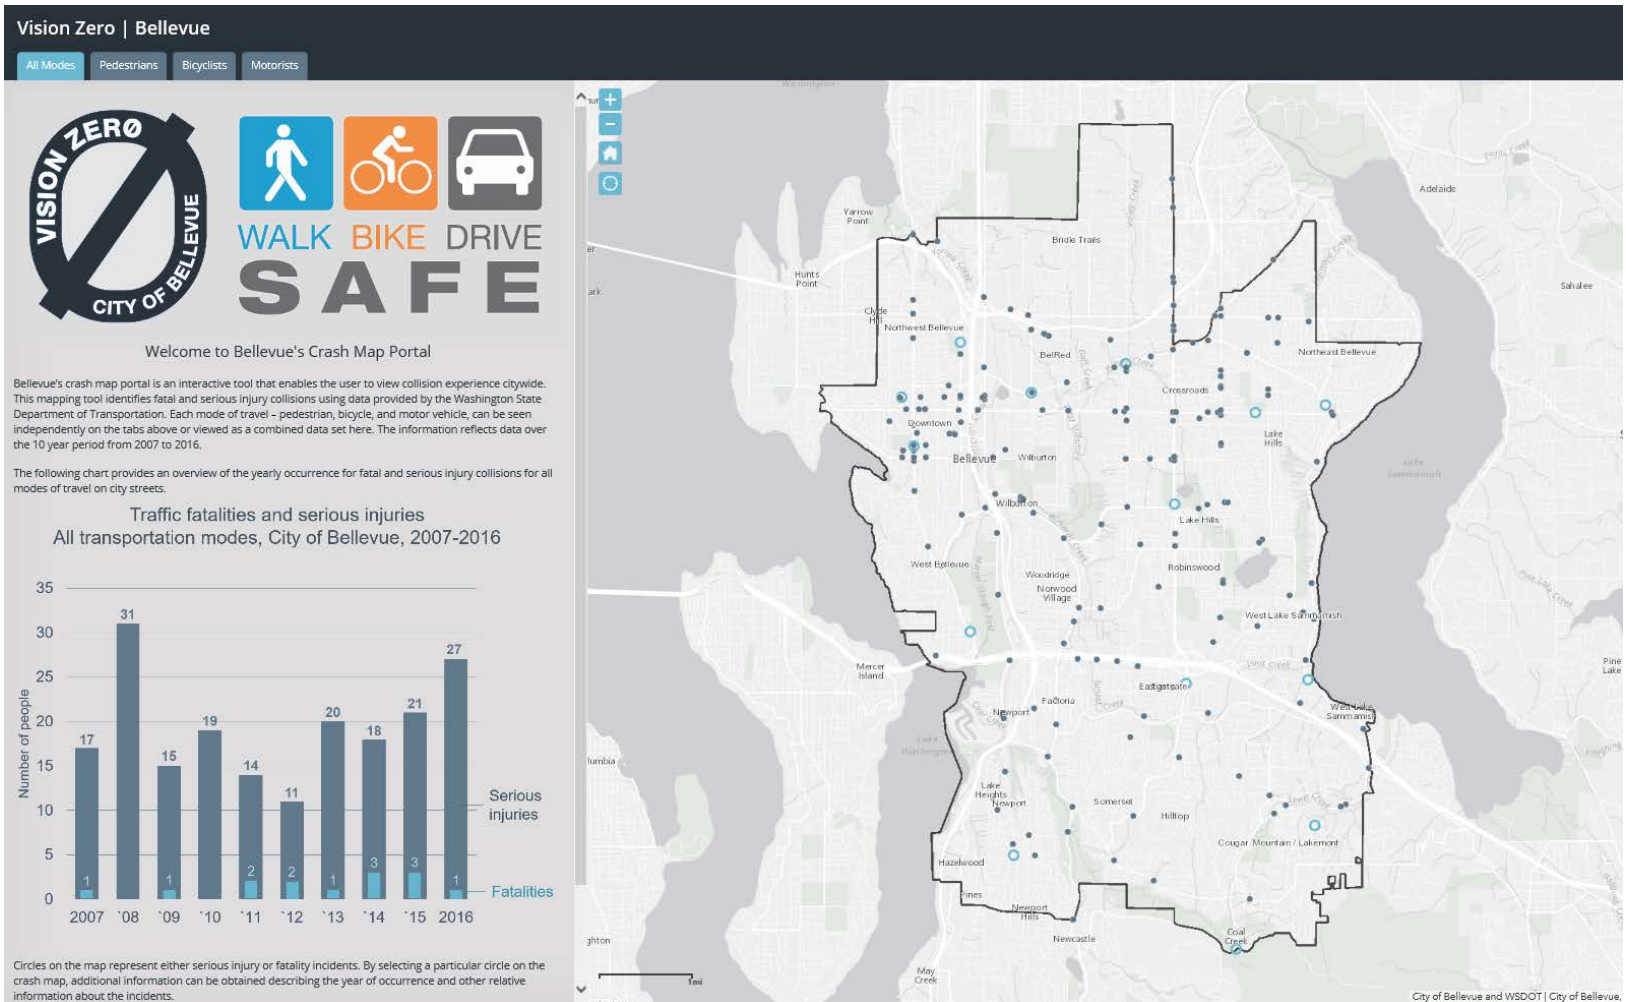 Vision Zero | Bellevue
All Modes
Pedestrians
Bicyclists
Motorists
VISION ZERO
CITY OF BELLEVUE
WALK BIKE DRIVE
SAFE
Welcome to Bellevue's Crash Map Portal
Bellevue's crash map portal is an interactive tool that enables the user to view collision experience citywide.
This mapping tool identifies fatal and serious injury collisions using data provided by the Washington State
Department of Transportation. Each mode of travel – pedestrian, bicycle, and motor vehicle, can be seen
independently on the tabs above or viewed as a combined data set here. The information reflects data over
the 10 year period from 2007 to 2016.
The following chart provides an overview of the yearly occurrence for fatal and serious injury collisions for all
modes of travel on city streets.
Traffic fatalities and serious injuries
All transportation modes, City of Bellevue, 2007-2016
Number of people
35
30
25
20
15
10
5
0
17
31
15
19
14
11
20
18
21
27
1
1
2
2
1
3
3
1
Serious
injuries
Fatalities
2007 `08 `09 `10 `11 `12 `13 `14 `15 2016
Circles on the map represent either serious injury or fatality incidents. By selecting a particular circle on the
crash map, additional information can be obtained describing the year of occurrence and other relative
information about the incidents.
+
−
Washington
Adelaide
Yarrow
Point
Bridle Trails
Hunts
Point
Sahalee
Clyde
Hill
Northwest Bellevue
BelRed
Northeast Bellevue
Crossroads
Downtown
Lake
Hills
Bellevue
Wilburton
Lake
Sammamish
Wilburton
Lake Hills
West Bellevue
Woodridge
Robinswood
Norwood
Village
West Lake Sammamish
Mercer
Island
Pine
Lake
Eastgate
Factoria
Newport
West Lake
Sammamish
Lake
Washington
lumbia
Lake
Heights
Newport
Somerset
Hilltop
Cougar Mountain / Lakemont
Hazelwood
Pines
Newport
Hills
Newcastle
Coal
Creek
ghton
May
Creek
1mi
City of Bellevue and WSDOT | City of Bellevue,